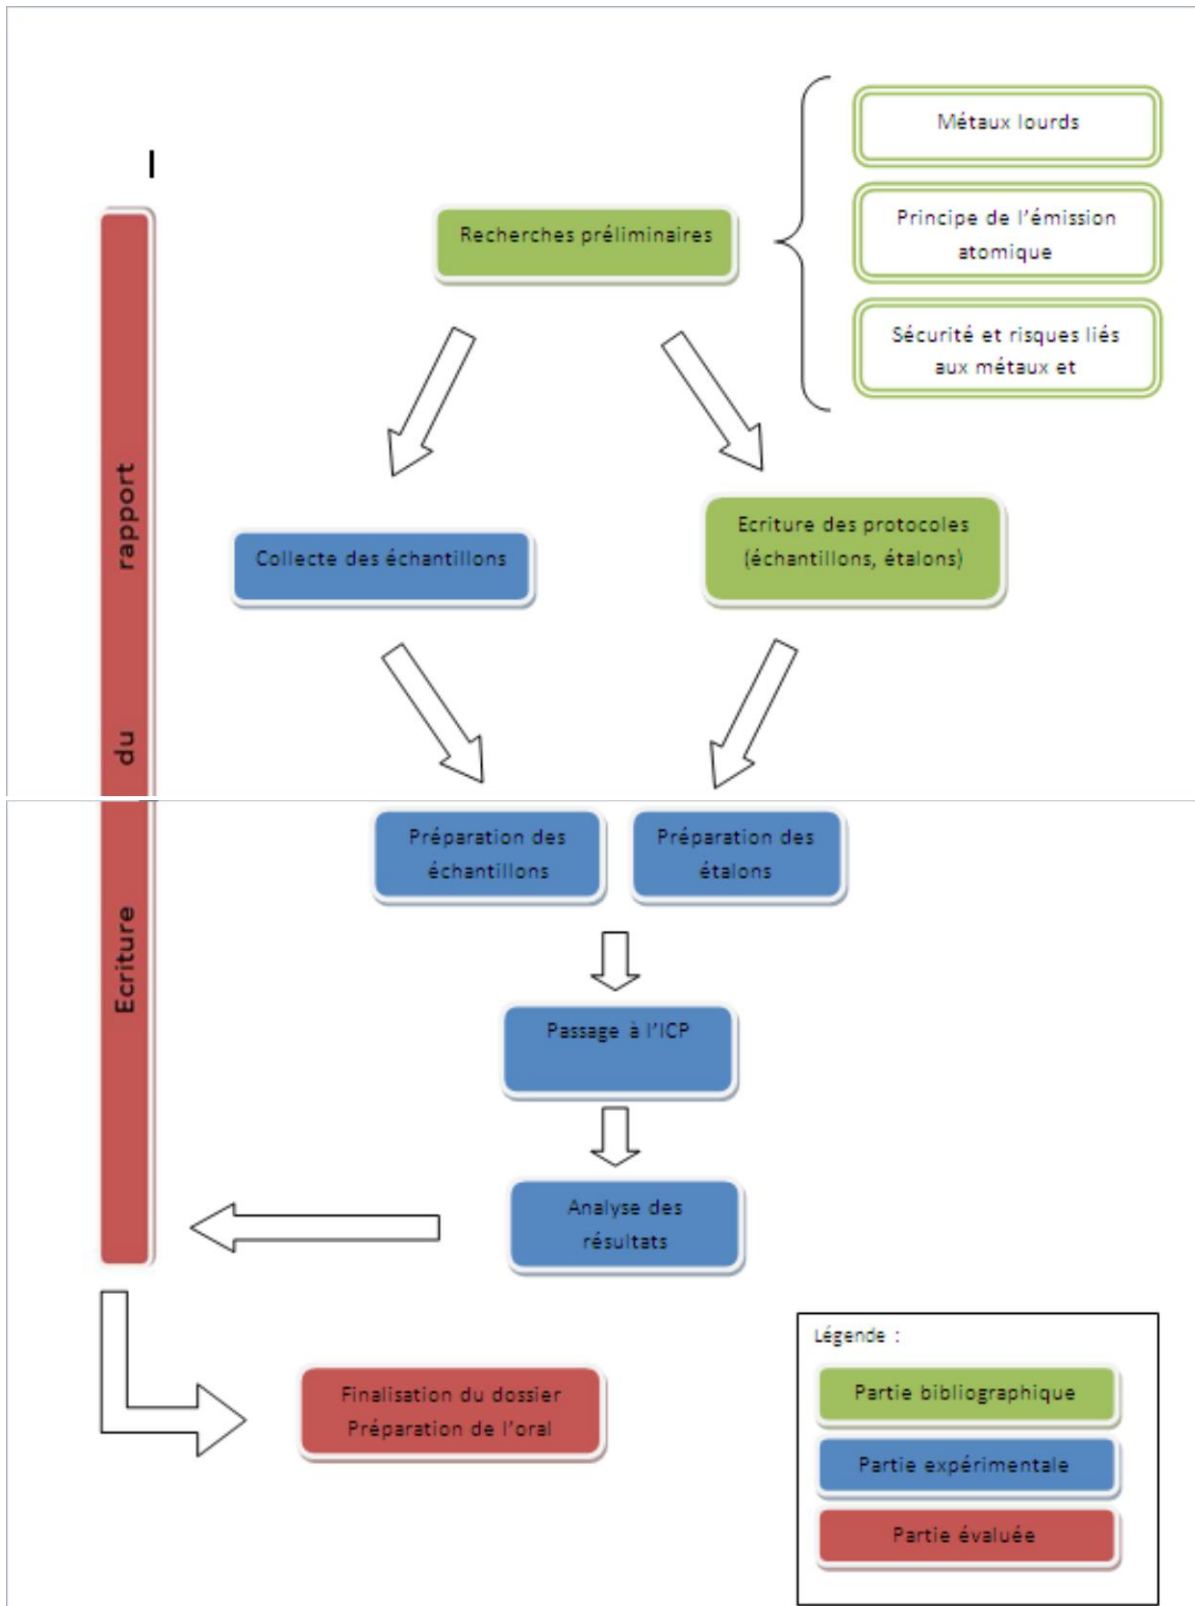 Métaux lourds
Recherches préliminaires
Principe de l'émission
atomique
Sécurité et risques liés
aux métaux et
Collecte des échantillons
Ecriture des protocoles
(échantillons, étalons)
Préparation des
échantillons
Préparation des
étalons
Passage à l'ICP
Analyse des
résultats
Ecriture du rapport
Finalisation du dossier
Préparation de l'oral
Légende :
Partie bibliographique
Partie expérimentale
Partie évaluée